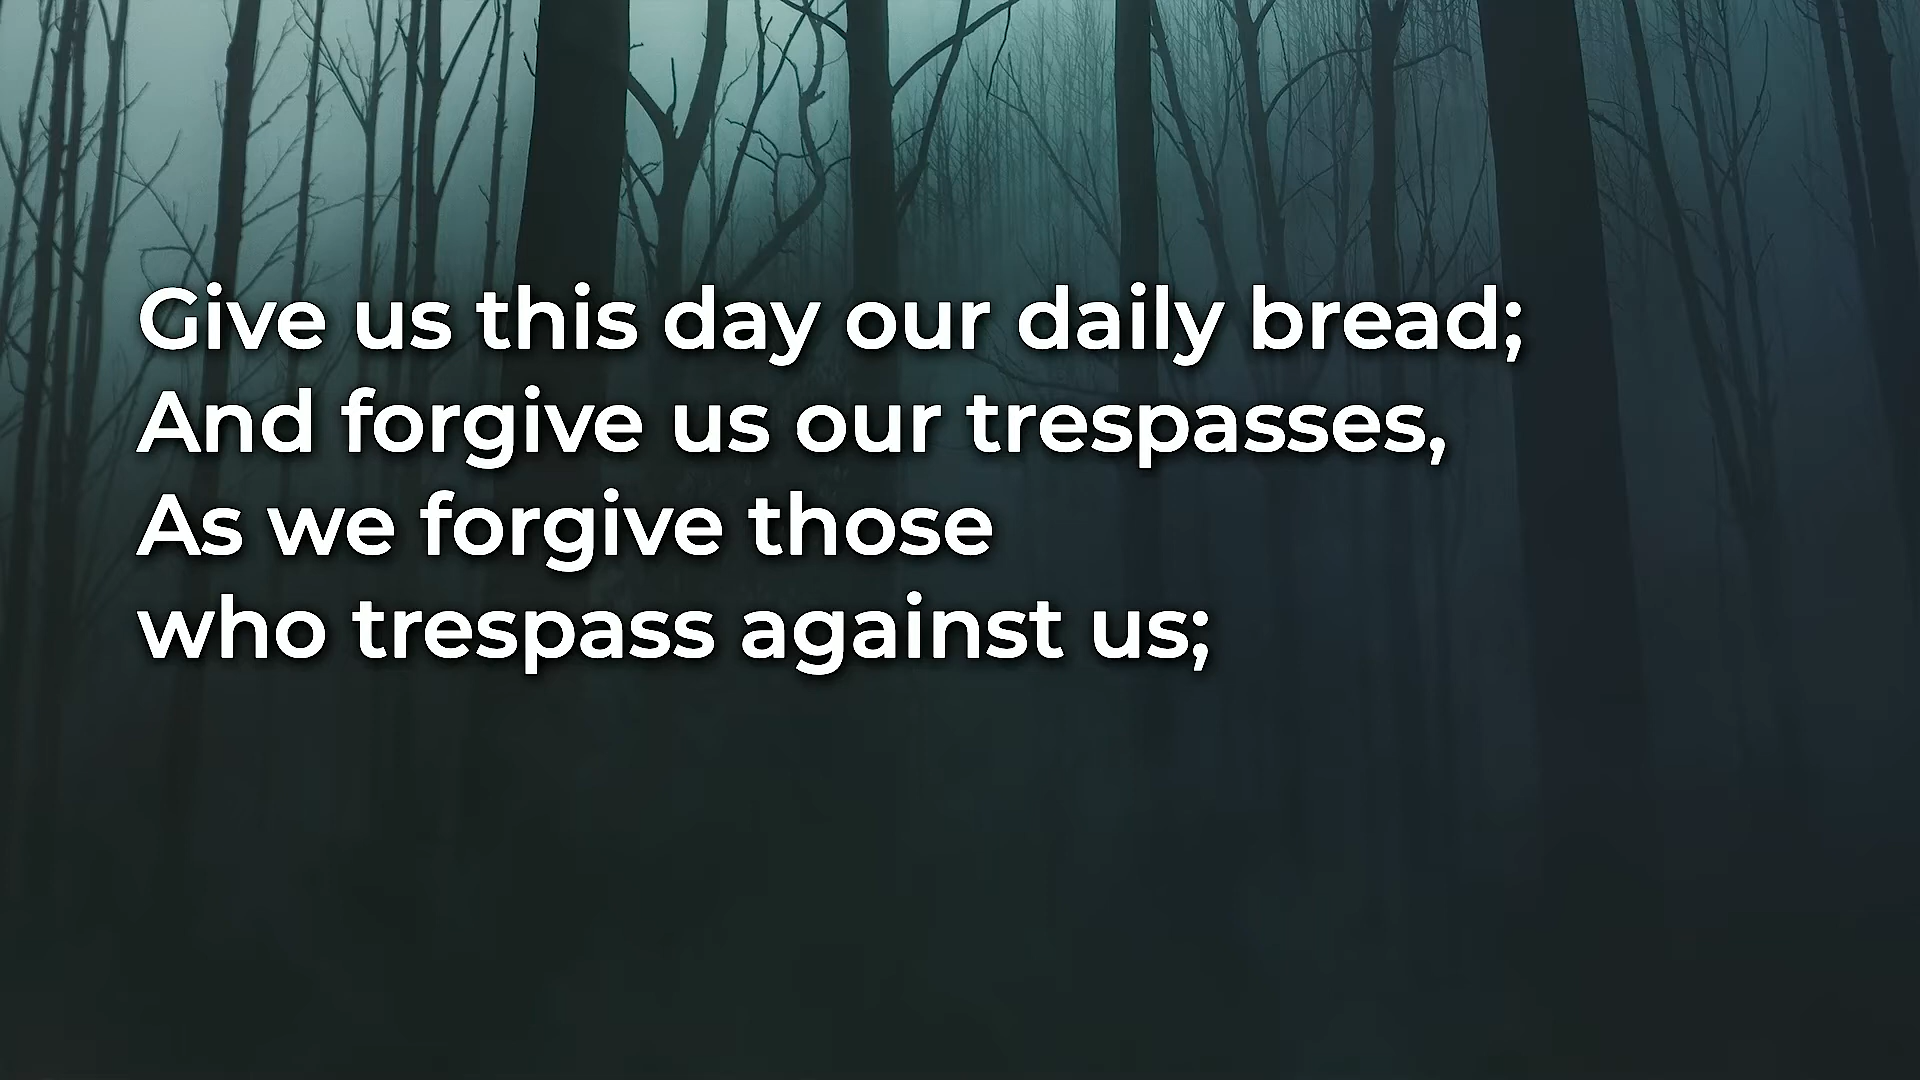 Give us this day our daily bread;
And forgive us our trespasses,
As we forgive those
who trespass against us;